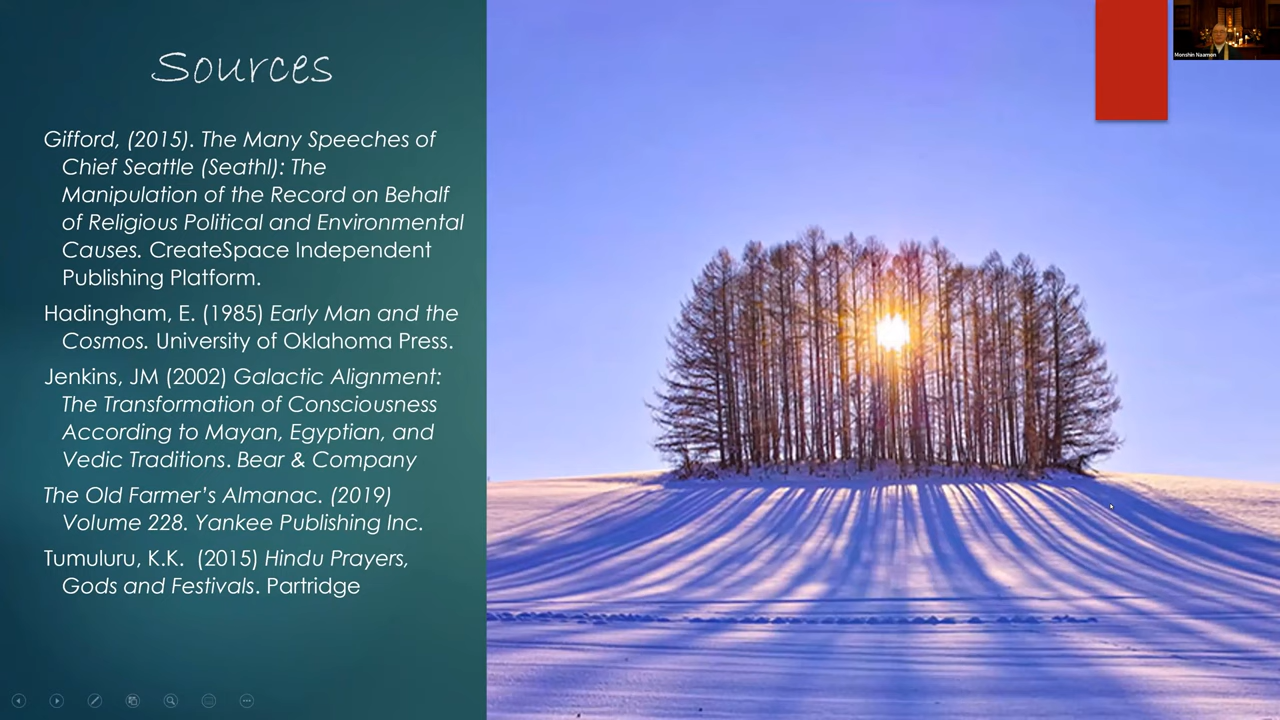 Sources
Gifford, (2015). The Many Speeches of
Chief Seattle (Seathl): The
Manipulation of the Record on Behalf
of Religious Political and Environmental
Causes. CreateSpace Independent
Publishing Platform.
Hadingham, E. (1985) Early Man and the
Cosmos. University of Oklahoma Press.
Jenkins, JM (2002) Galactic Alignment:
The Transformation of Consciousness
According to Mayan, Egyptian, and
Vedic Traditions. Bear & Company
The Old Farmer's Almanac. (2019)
Volume 228. Yankee Publishing Inc.
Tumuluru, K.K. (2015) Hindu Prayers,
Gods and Festivals. Partridge
Monshin Naamon